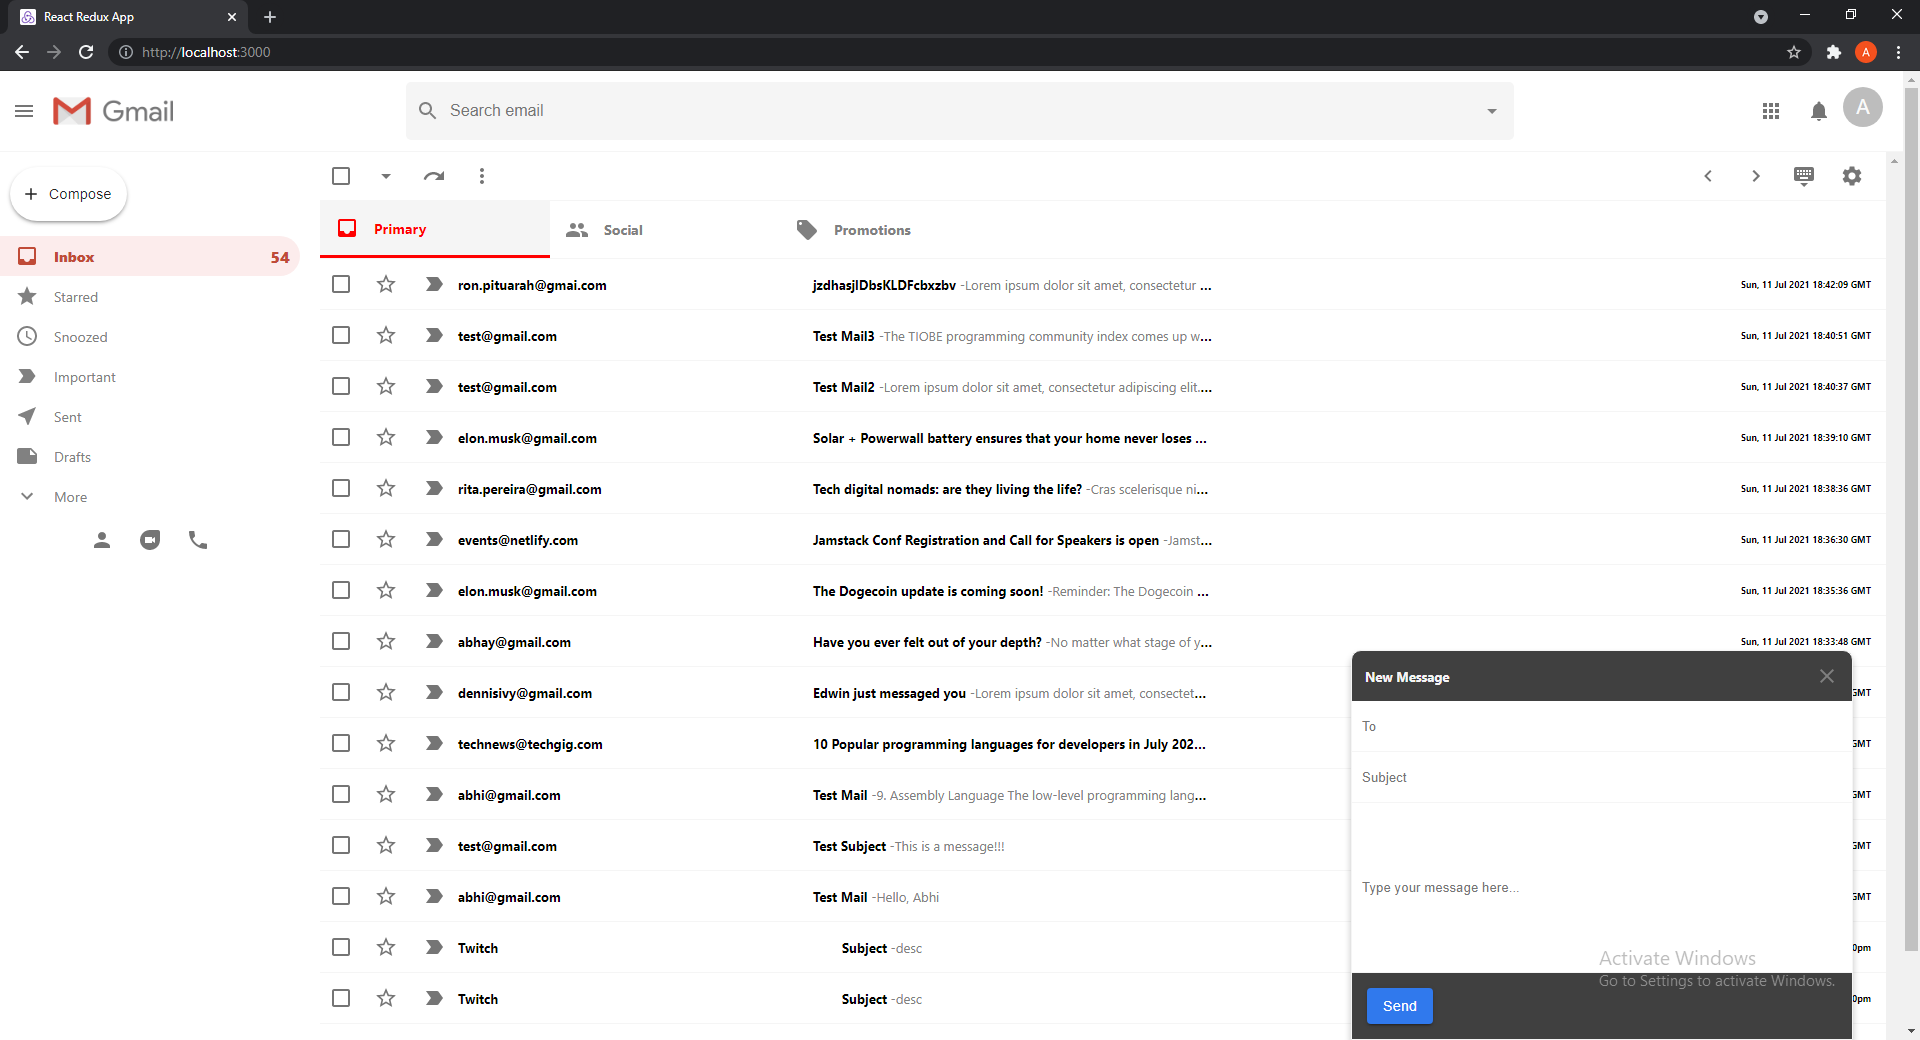 React Redux App
http://localhost:3000
A
Gmail
Search email
A
Compose
Inbox 54
Starred
Snoozed
Important
Sent
Drafts
More
Primary Social Promotions
ron.pituarah@gmai.com jzdhasjlDbsKLDFcbxzbv -Lorem ipsum dolor sit amet, consectetur ... Sun, 11 Jul 2021 18:42:09 GMT
test@gmail.com Test Mail3 -The TIOBE programming community index comes up w... Sun, 11 Jul 2021 18:40:51 GMT
test@gmail.com Test Mail2 -Lorem ipsum dolor sit amet, consectetur adipiscing elit.... Sun, 11 Jul 2021 18:40:37 GMT
elon.musk@gmail.com Solar + Powerwall battery ensures that your home never loses ... Sun, 11 Jul 2021 18:39:10 GMT
rita.pereira@gmail.com Tech digital nomads: are they living the life? -Cras scelerisque ni... Sun, 11 Jul 2021 18:38:36 GMT
events@netlify.com Jamstack Conf Registration and Call for Speakers is open -Jamst... Sun, 11 Jul 2021 18:36:30 GMT
elon.musk@gmail.com The Dogecoin update is coming soon! -Reminder: The Dogecoin ... Sun, 11 Jul 2021 18:35:36 GMT
abhay@gmail.com Have you ever felt out of your depth? -No matter what stage of y... Sun, 11 Jul 2021 18:33:48 GMT
dennisivy@gmail.com Edwin just messaged you -Lorem ipsum dolor sit amet, consectet... GMT
technews@techgig.com 10 Popular programming languages for developers in July 202... GMT
abhi@gmail.com Test Mail -9. Assembly Language The low-level programming lang... GMT
test@gmail.com Test Subject -This is a message!!! GMT
abhi@gmail.com Test Mail -Hello, Abhi GMT
Twitch Subject -desc 0pm
Twitch Subject -desc 0pm
New Message
To
Subject
Type your message here...
Send
Activate Windows
Go to Settings to activate Windows.